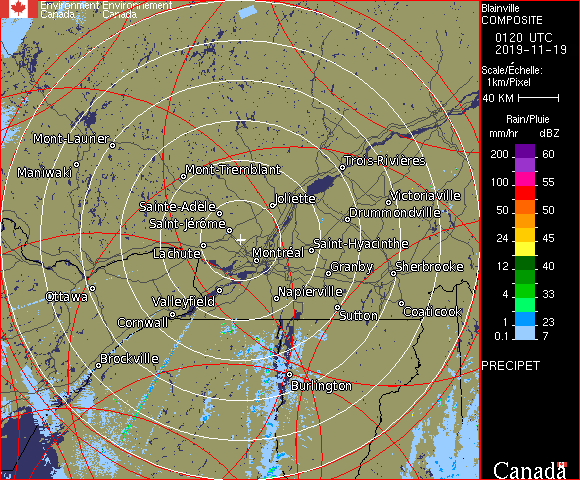 Environment Environnement
Canada Canada
Blainville
COMPOSITE
0120 UTC
2019-11-19
Scale/Échelle:
1km/Pixel
40 KM
Rain/Pluie
mm/hr dBZ
200 60
100 55
50 50
24 45
12 40
4 33
1 23
0.1 7
PRECIPET
Canada
Mont-Laurier
Maniwaki
Mont-Tremblant
Trois-Rivières
Joliette
Victoriaville
Sainte-Adèle
Drummondville
Saint-Jérôme
Saint-Hyacinthe
Lachute
Montréal
Granby
Sherbrooke
Ottawa
Valleyfield
Napierville
Cornwall
Sutton
Coaticook
Brockville
Burlington